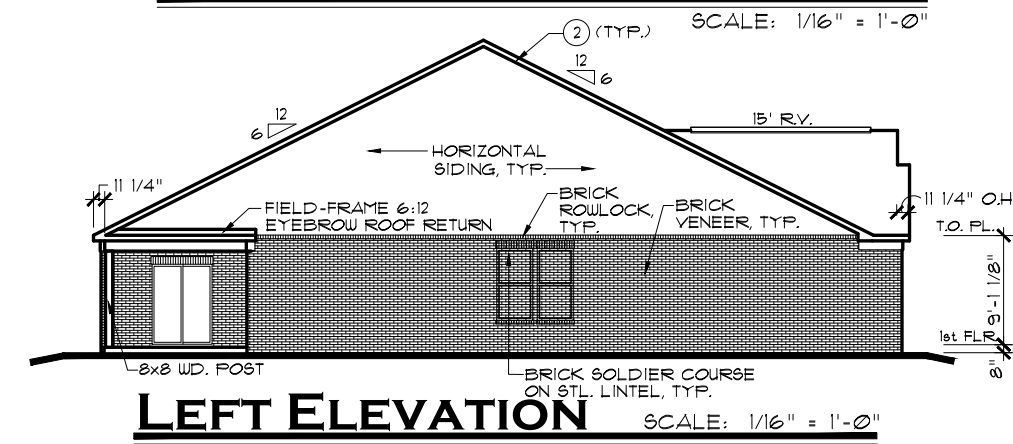 SCALE: 1/16" = 1'-0"
2 (TYP.)
12
6
12
6
15' R.V.
HORIZONTAL
SIDING, TYP.
11 1/4"
BRICK
ROWLOCK,
TYP.
BRICK
VENEER, TYP.
11 1/4" O.H
FIELD-FRAME 6:12
EYEBROW ROOF RETURN
T.O. PL.
9'-1 1/8"
1st FLR
8"
8x8 WD. POST
BRICK SOLDIER COURSE
ON STL. LINTEL, TYP.
LEFT ELEVATION
SCALE: 1/16" = 1'-0"